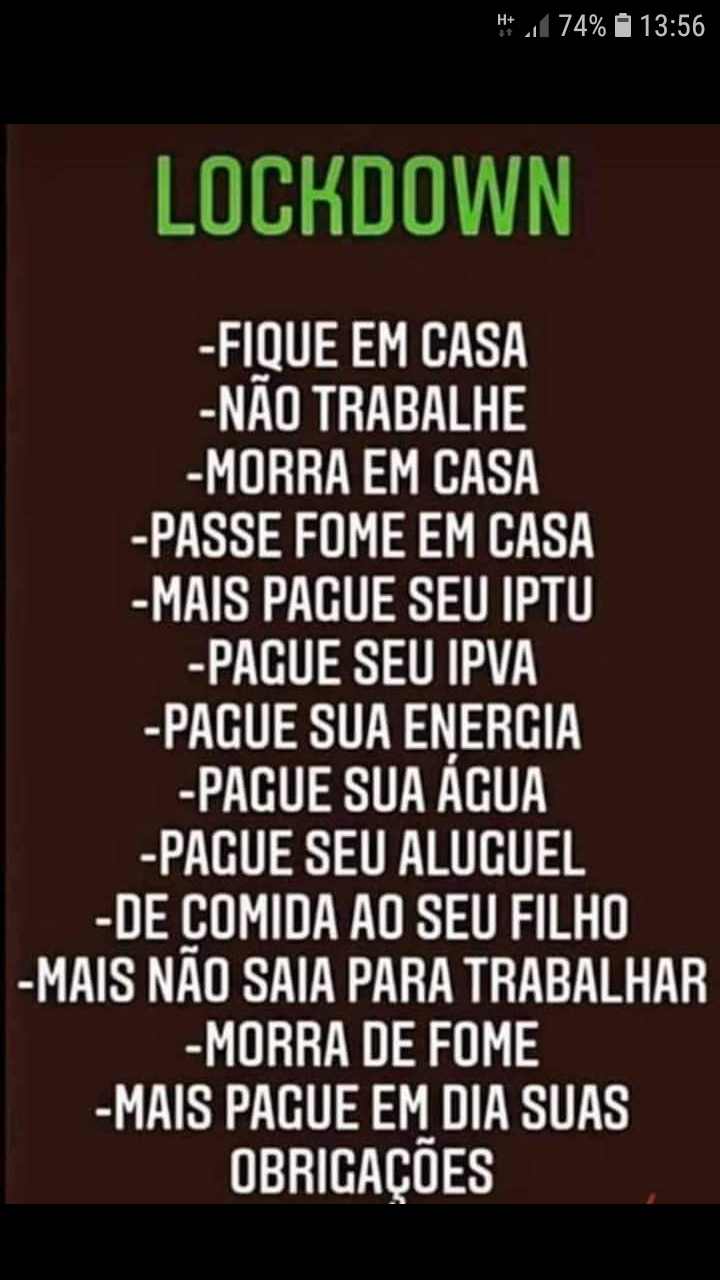 H+ 74% 13:56
LOCKDOWN
-FIQUE EM CASA
-NÃO TRABALHE
-MORRA EM CASA
-PASSE FOME EM CASA
-MAIS PAGUE SEU IPTU
-PAGUE SEU IPVA
-PAGUE SUA ENERGIA
-PAGUE SUA ÁGUA
-PAGUE SEU ALUGUEL
-DE COMIDA AO SEU FILHO
-MAIS NÃO SAIA PARA TRABALHAR
-MORRA DE FOME
-MAIS PAGUE EM DIA SUAS
OBRIGAÇÕES